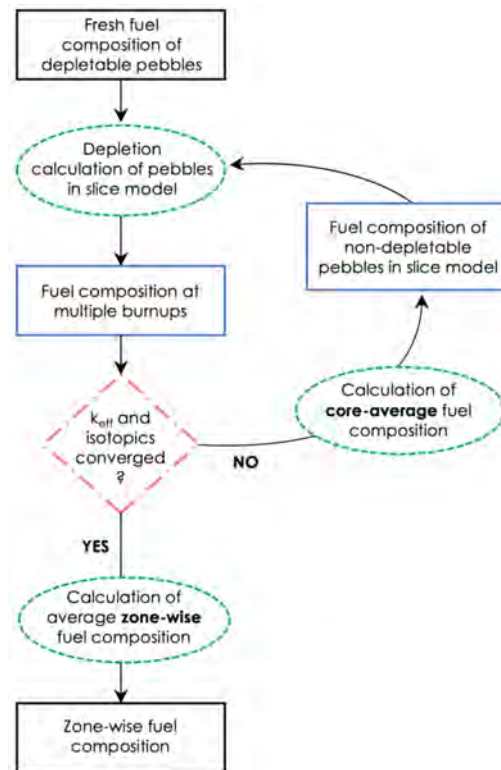 Fresh fuel
composition of
depletable pebbles
Depletion
calculation of pebbles
in slice model
Fuel composition at
multiple burnups
k_eff and
isotopics
converged
?
NO
Calculation of
core-average fuel
composition
Fuel composition of
non-depletable
pebbles in slice model
YES
Calculation of
average zone-wise
fuel composition
Zone-wise fuel
composition